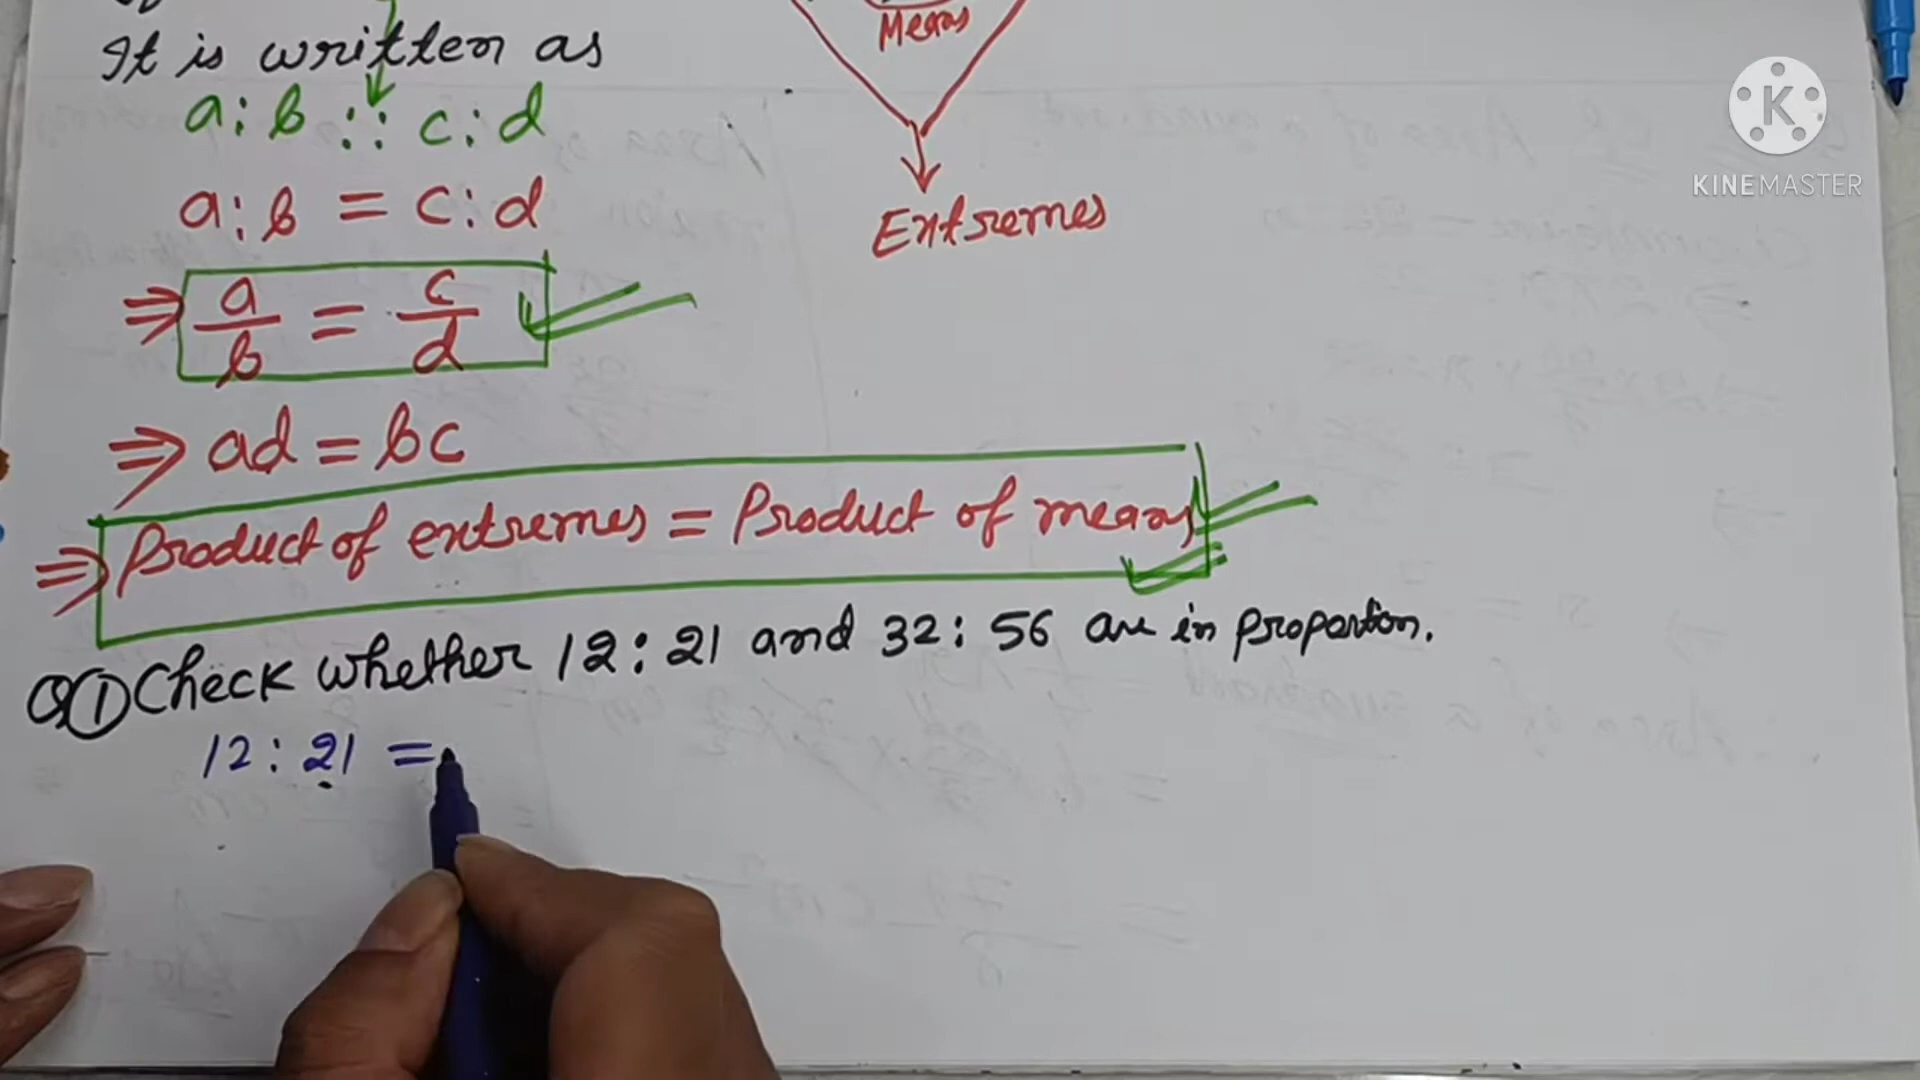 It is written as
a : b :: c : d
a : b = c : d
⇒ a/b = c/d
⇒ ad = bc
⇒ Product of extremes = Product of means
Q① Check whether 12 : 21 and 32 : 56 are in proportion.
12 : 21 =
Means
Extremes
K
KINEMASTER